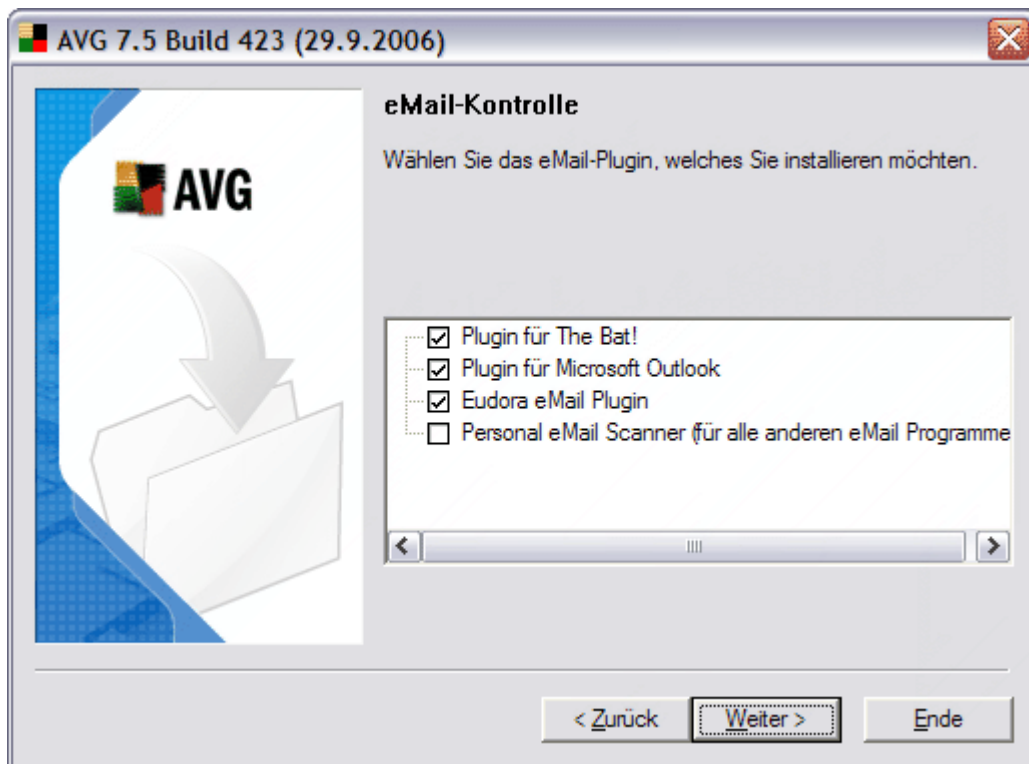 AVG 7.5 Build 423 (29.9.2006)
AVG
eMail-Kontrolle
Wählen Sie das eMail-Plugin, welches Sie installieren möchten.
Plugin für The Bat!
Plugin für Microsoft Outlook
Eudora eMail Plugin
Personal eMail Scanner (für alle anderen eMail Programme
< Zurück
Weiter >
Ende